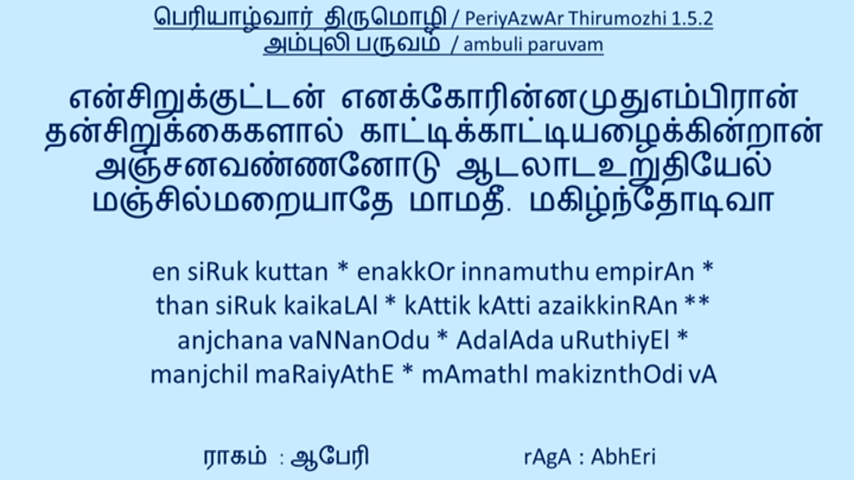 பெரியாழ்வார் திருமொழி / PeriyAzwAr Thirumozhi 1.5.2
அம்புலி பருவம் / ambuli paruvam
என்சிறுக்குட்டன் எனக்கோரின்னமுதுஎம்பிரான்
தன்சிறுக்கைகளால் காட்டிக்காட்டியழைக்கின்றான்
அஞ்சனவண்ணனோடு ஆடலாடஉறுதியேல்
மஞ்சில்மறையாதே மாமதீ. மகிழ்ந்தோடிவா
en siRuk kuttan * enakkOr innamuthu empirAn *
than siRuk kaikaLAl * kAttik kAtti azaikkinRAn **
anjchana vaNNanOdu * AdalAda uRuthiyEl *
manjchil maRaiyAthE * mAmathI makiznthOdi vA
ராகம் : ஆபேரி rAgA : AbhEri